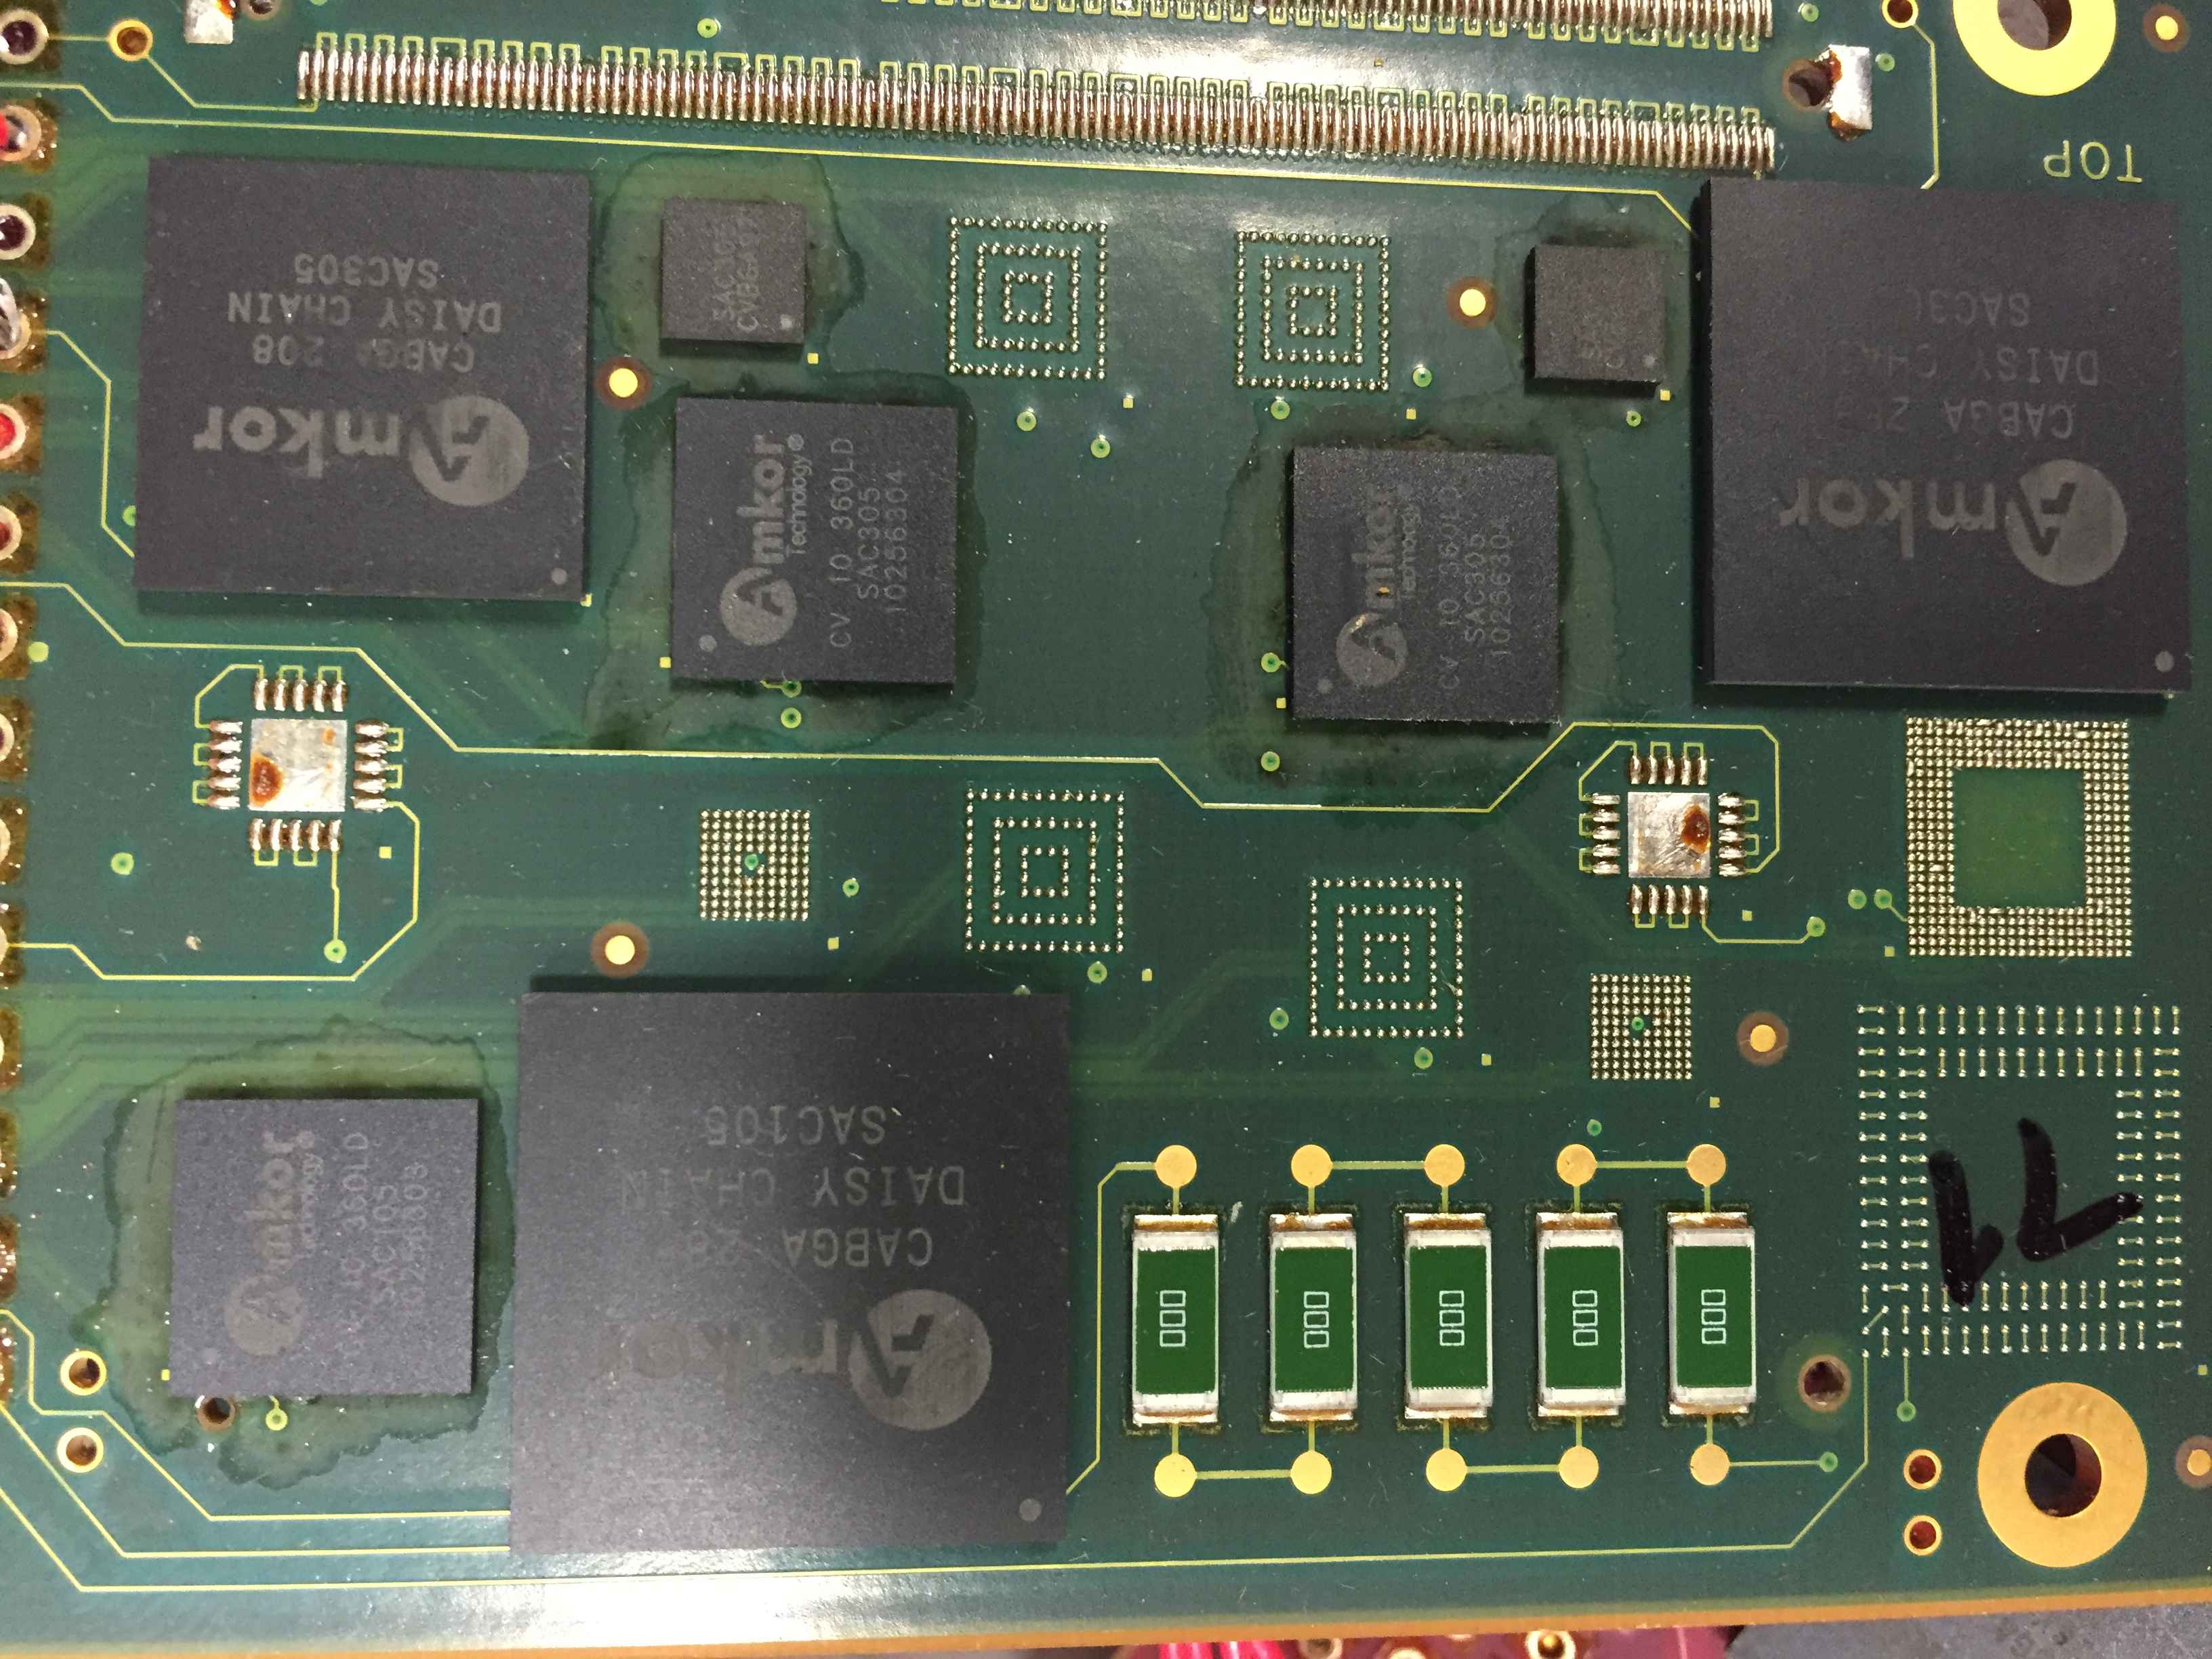 Amkor
Technology®
CV 10 360LD
SAC105
10256303
Amkor
CABGA 208
DAISY CHAIN
SAC305
Amkor
CABGA
DAISY CHAIN
SAC105
Amkor
Technology®
CV 10 360LD
SAC305
10256304
SAC305
CVBGA97
000
000
000
000
000
Amkor
Technology®
CV 10 360LD
SAC305
10256304
Amkor
CABGA
DAISY
TOP